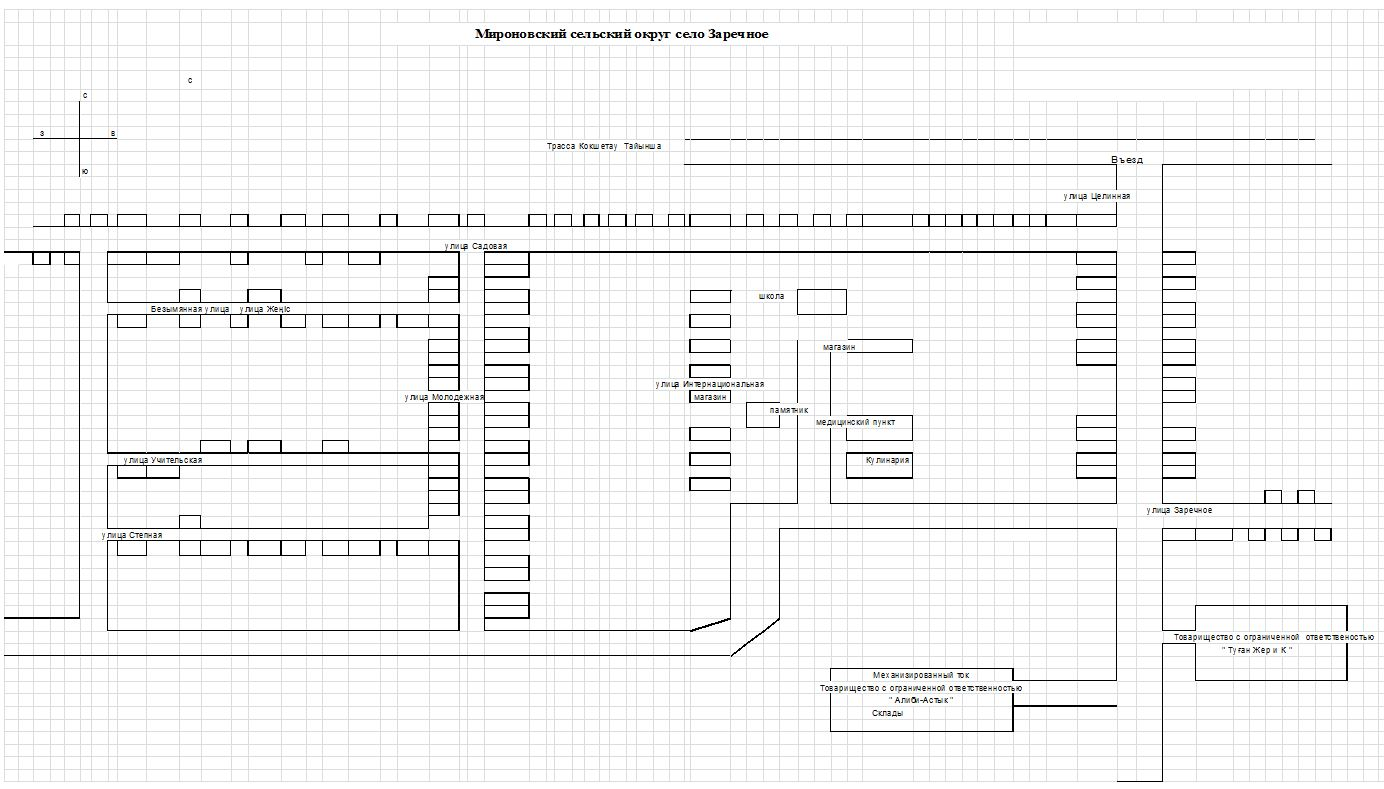 Мироновский сельский округ село Заречное
с
с
з
в
ю
Трасса Кокшетау Тайынша
Въезд
улица Целинная
улица Садовая
школа
Безымянная улица
улица Жеңіс
магазин
улица Интернациональная
улица Молодежная
магазин
памятник
медицинский пункт
улица Учительская
Кулинария
улица Заречное
улица Степная
Товарищество с ограниченной ответственостью
" Туған Жер и К "
Механизированный ток
Товарищество с ограниченной ответственностью
" Алиби-Астык "
Склады